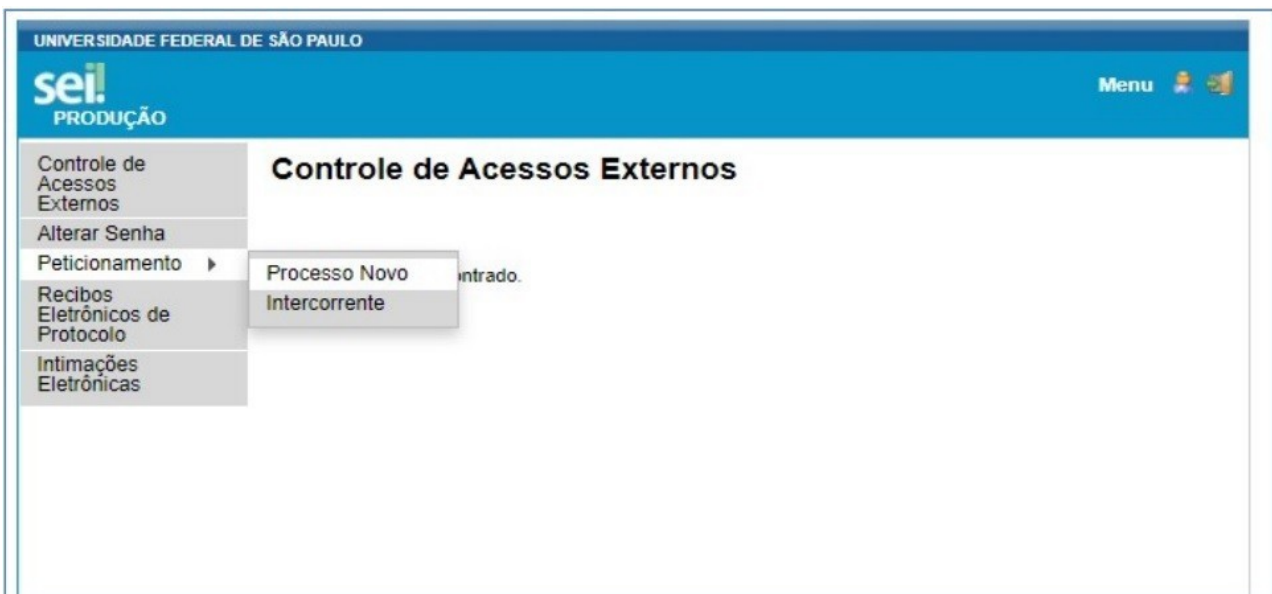 UNIVERSIDADE FEDERAL DE SÃO PAULO
sei!
PRODUÇÃO
Menu
Controle de
Acessos
Externos
Alterar Senha
Peticionamento
Recibos
Eletrônicos de
Protocolo
Intimações
Eletrônicas
Controle de Acessos Externos
Processo Novo
Intercorrente